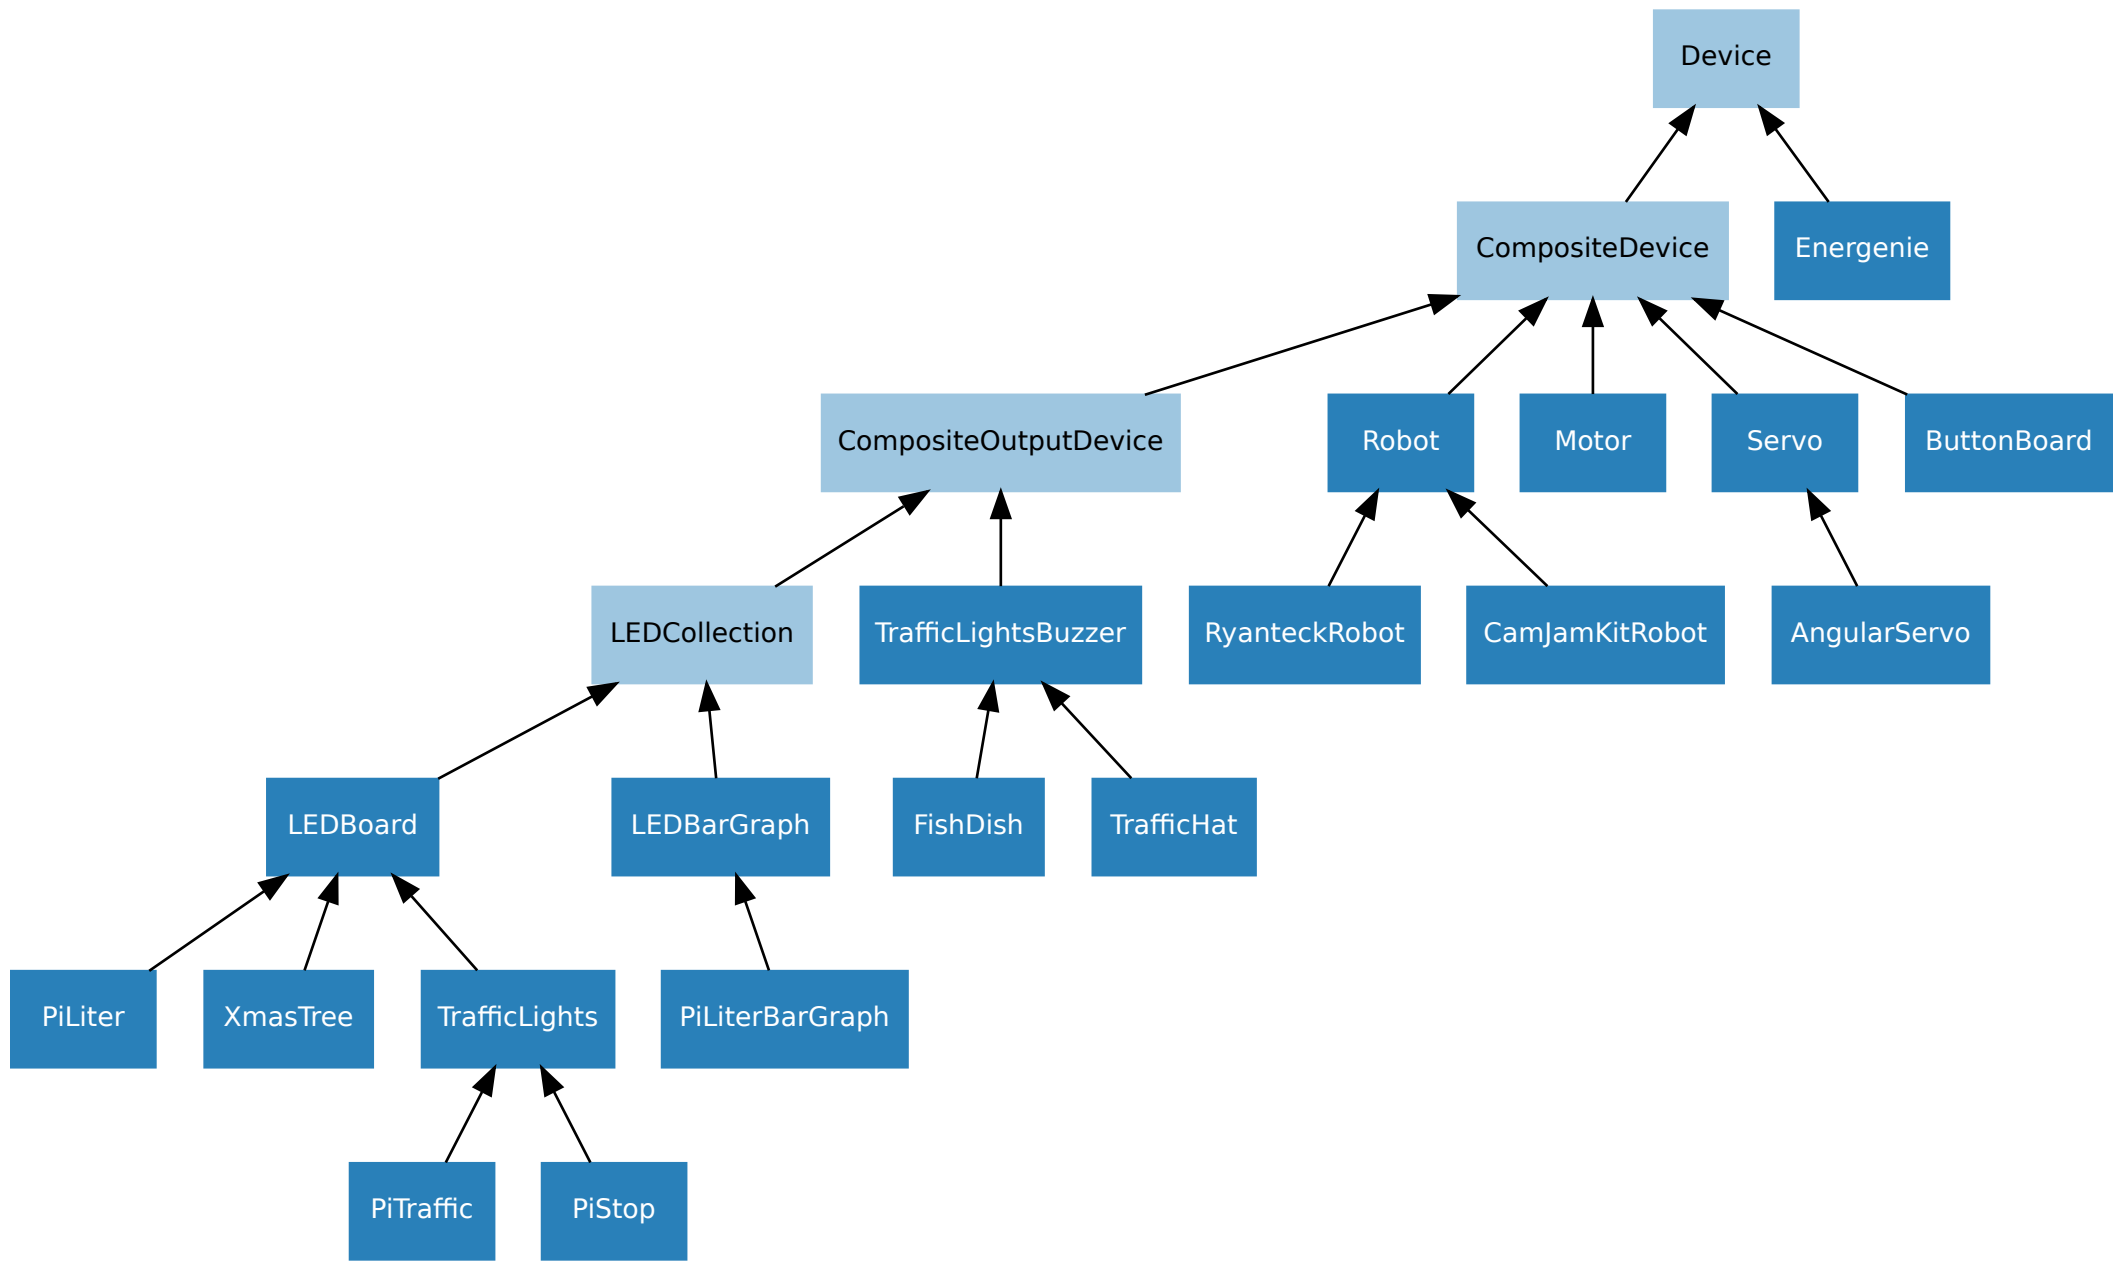 Device
CompositeDevice
Energenie
CompositeOutputDevice
Robot
Motor
Servo
ButtonBoard
LEDCollection
TrafficLightsBuzzer
RyanteckRobot
CamJamKitRobot
AngularServo
LEDBoard
LEDBarGraph
FishDish
TrafficHat
PiLiter
XmasTree
TrafficLights
PiLiterBarGraph
PiTraffic
PiStop